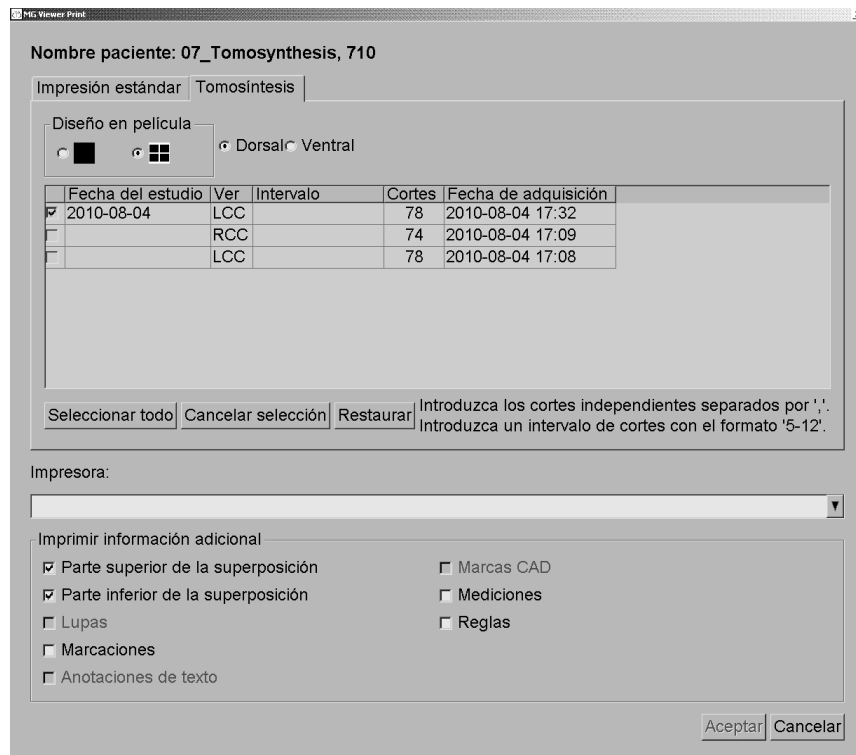 MG Viewer Print
Nombre paciente: 07_Tomosynthesis, 710
Impresión estándar Tomosíntesis
Diseño en película
Dorsal Ventral
Fecha del estudio Ver Intervalo Cortes Fecha de adquisición
2010-08-04 LCC 78 2010-08-04 17:32
RCC 74 2010-08-04 17:09
LCC 78 2010-08-04 17:08
Seleccionar todo Cancelar selección Restaurar
Introduzca los cortes independientes separados por ','.
Introduzca un intervalo de cortes con el formato '5-12'.
Impresora:
Imprimir información adicional
Parte superior de la superposición Marcas CAD
Parte inferior de la superposición Mediciones
Lupas Reglas
Marcaciones
Anotaciones de texto
Aceptar Cancelar